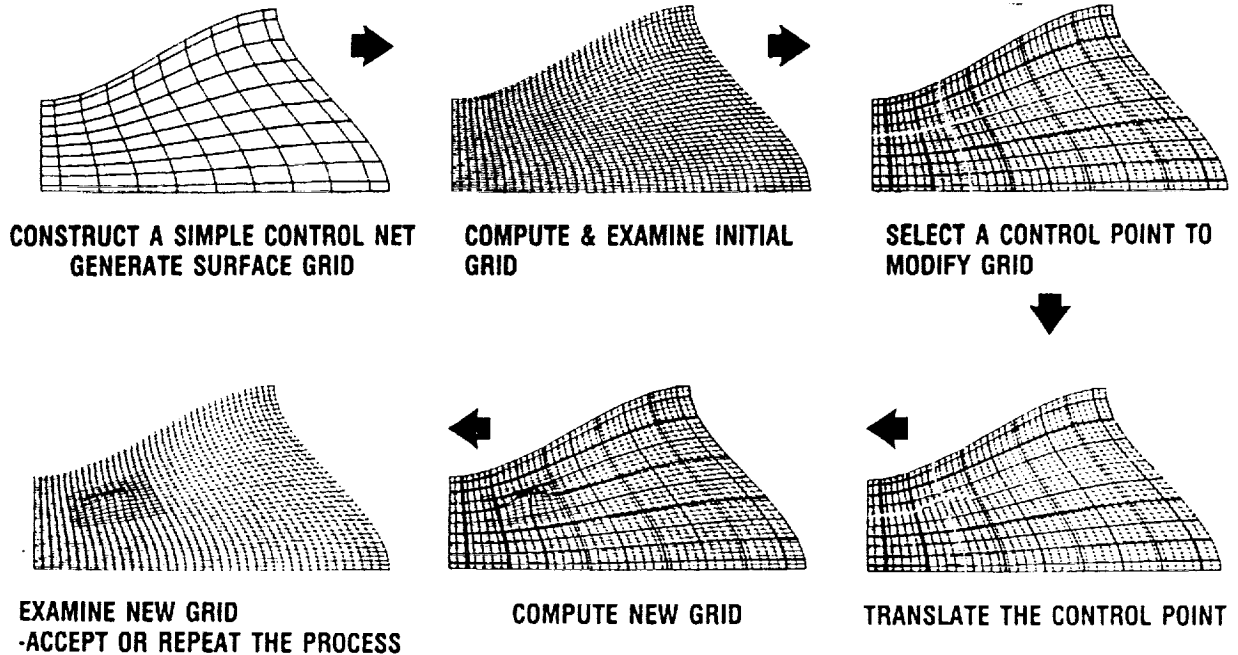 CONSTRUCT A SIMPLE CONTROL NET
GENERATE SURFACE GRID
COMPUTE & EXAMINE INITIAL
GRID
SELECT A CONTROL POINT TO
MODIFY GRID
TRANSLATE THE CONTROL POINT
COMPUTE NEW GRID
EXAMINE NEW GRID
-ACCEPT OR REPEAT THE PROCESS